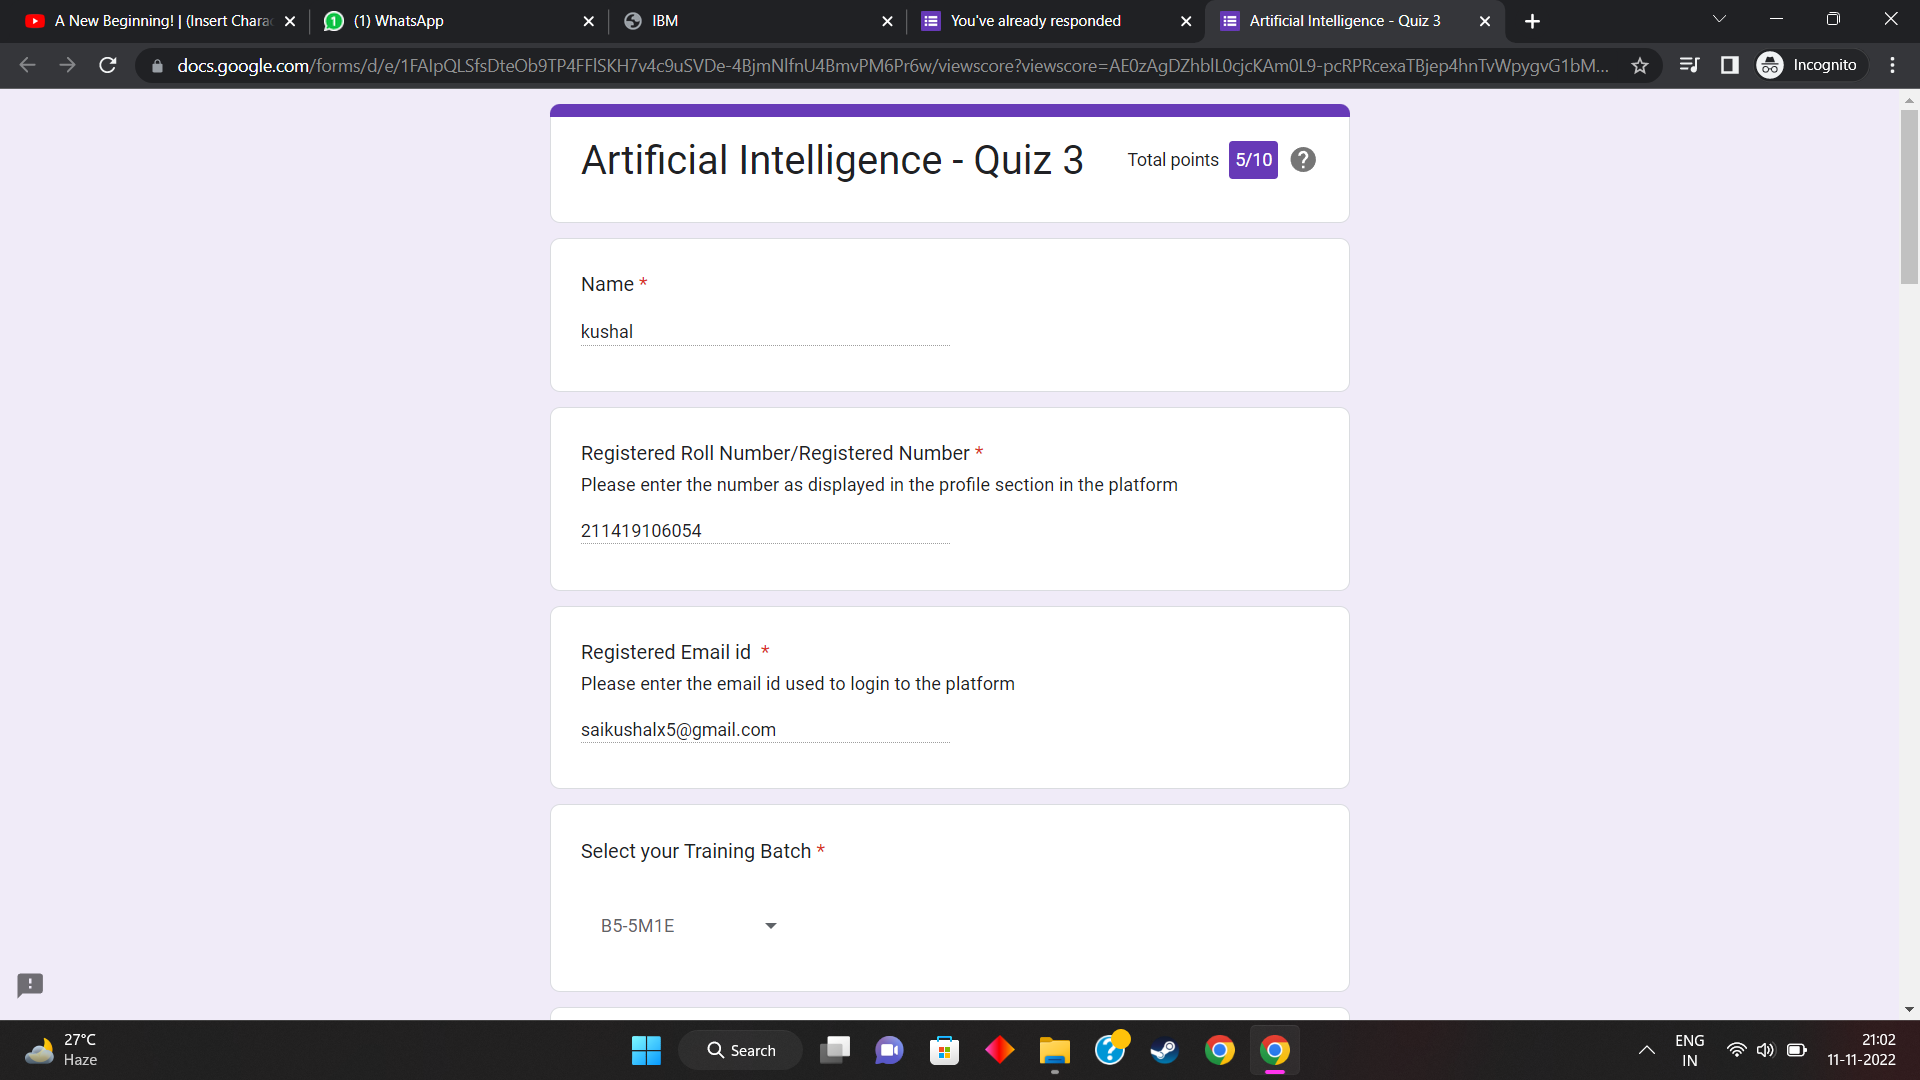 A New Beginning! | (Insert Charac
(1) WhatsApp
IBM
You've already responded
Artificial Intelligence - Quiz 3
docs.google.com/forms/d/e/1FAIpQLSfsDteOb9TP4FFlSKH7v4c9uSVDe-4BjmNlfnU4BmvPM6Pr6w/viewscore?viewscore=AE0zAgDZhblL0cjcKAm0L9-pcRPRcexaTBjep4hnTvWpygvG1bM...
Incognito
Artificial Intelligence - Quiz 3
Total points 5/10
Name *
kushal
Registered Roll Number/Registered Number *
Please enter the number as displayed in the profile section in the platform
211419106054
Registered Email id *
Please enter the email id used to login to the platform
saikushalx5@gmail.com
Select your Training Batch *
B5-5M1E
27°C
Haze
Search
ENG
IN
21:02
11-11-2022